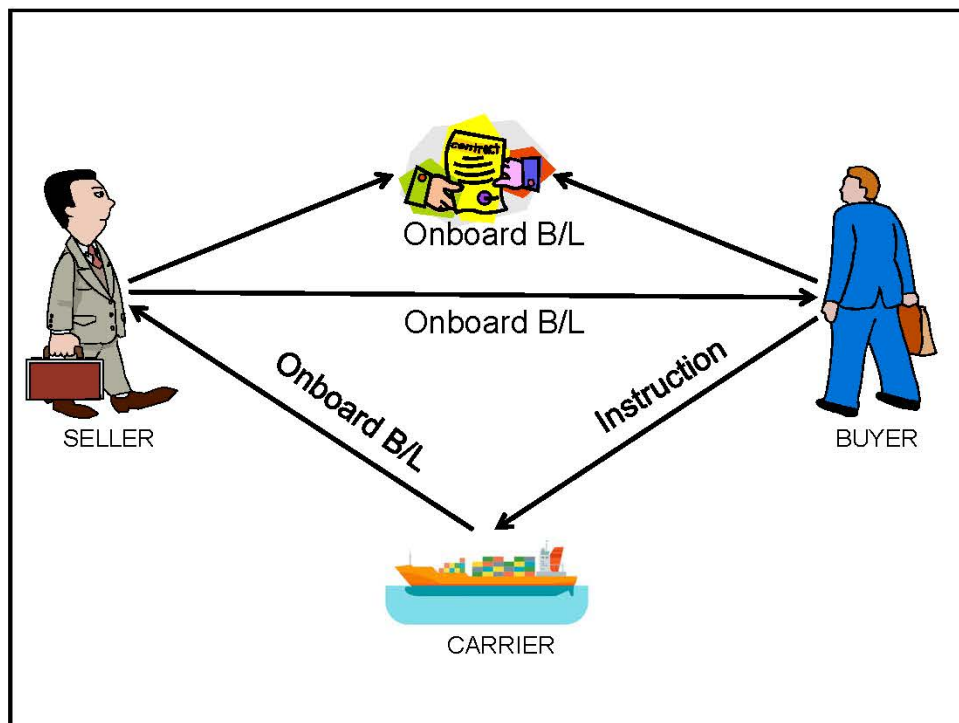 contract
Onboard B/L
Onboard B/L
Onboard B/L
Instruction
SELLER
BUYER
CARRIER